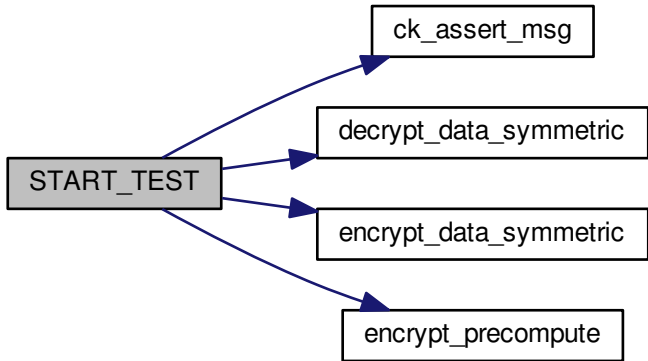 ck_assert_msg
decrypt_data_symmetric
START_TEST
encrypt_data_symmetric
encrypt_precompute